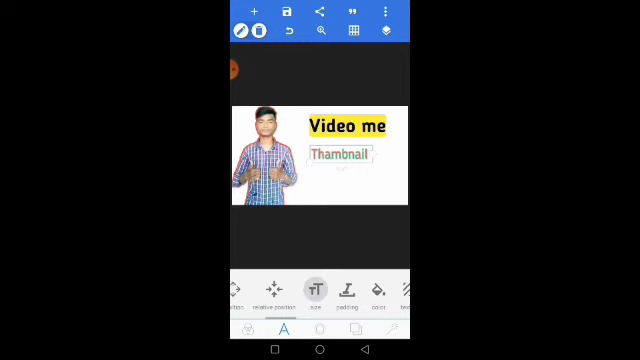 Video me
Thambnail
relative position
size
padding
color